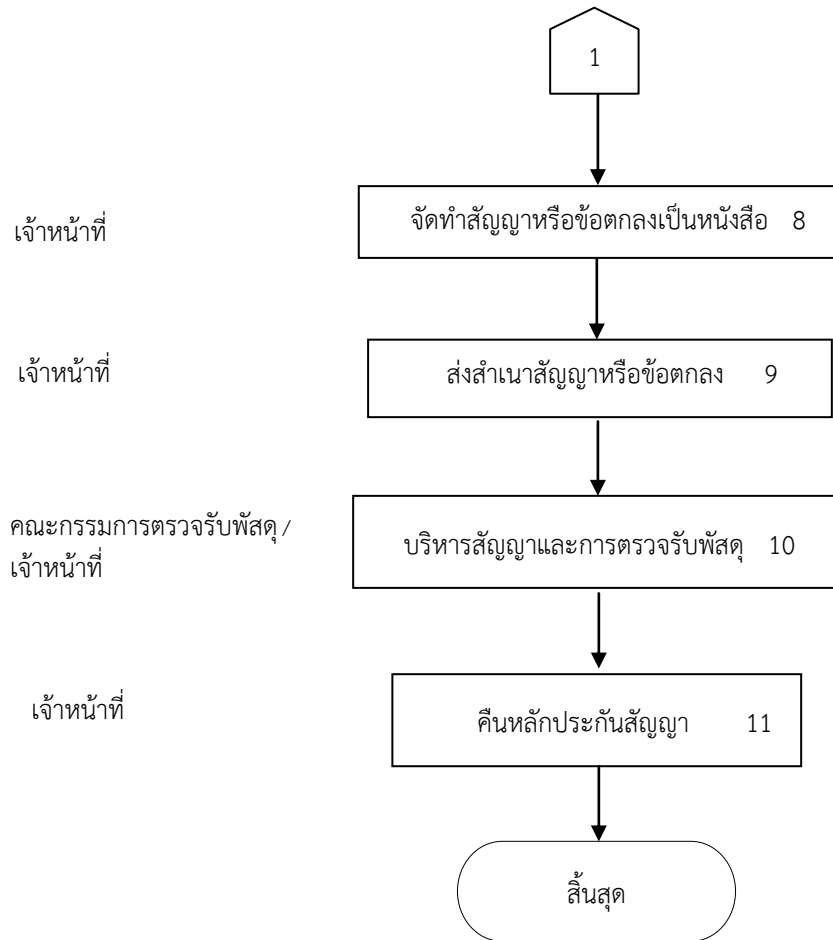 1
เจ้าหน้าที่
จัดทำสัญญาหรือข้อตกลงเป็นหนังสือ 8
เจ้าหน้าที่
ส่งสำเนาสัญญาหรือข้อตกลง 9
คณะกรรมการตรวจรับพัสดุ /
เจ้าหน้าที่
บริหารสัญญาและการตรวจรับพัสดุ 10
เจ้าหน้าที่
คืนหลักประกันสัญญา 11
สิ้นสุด